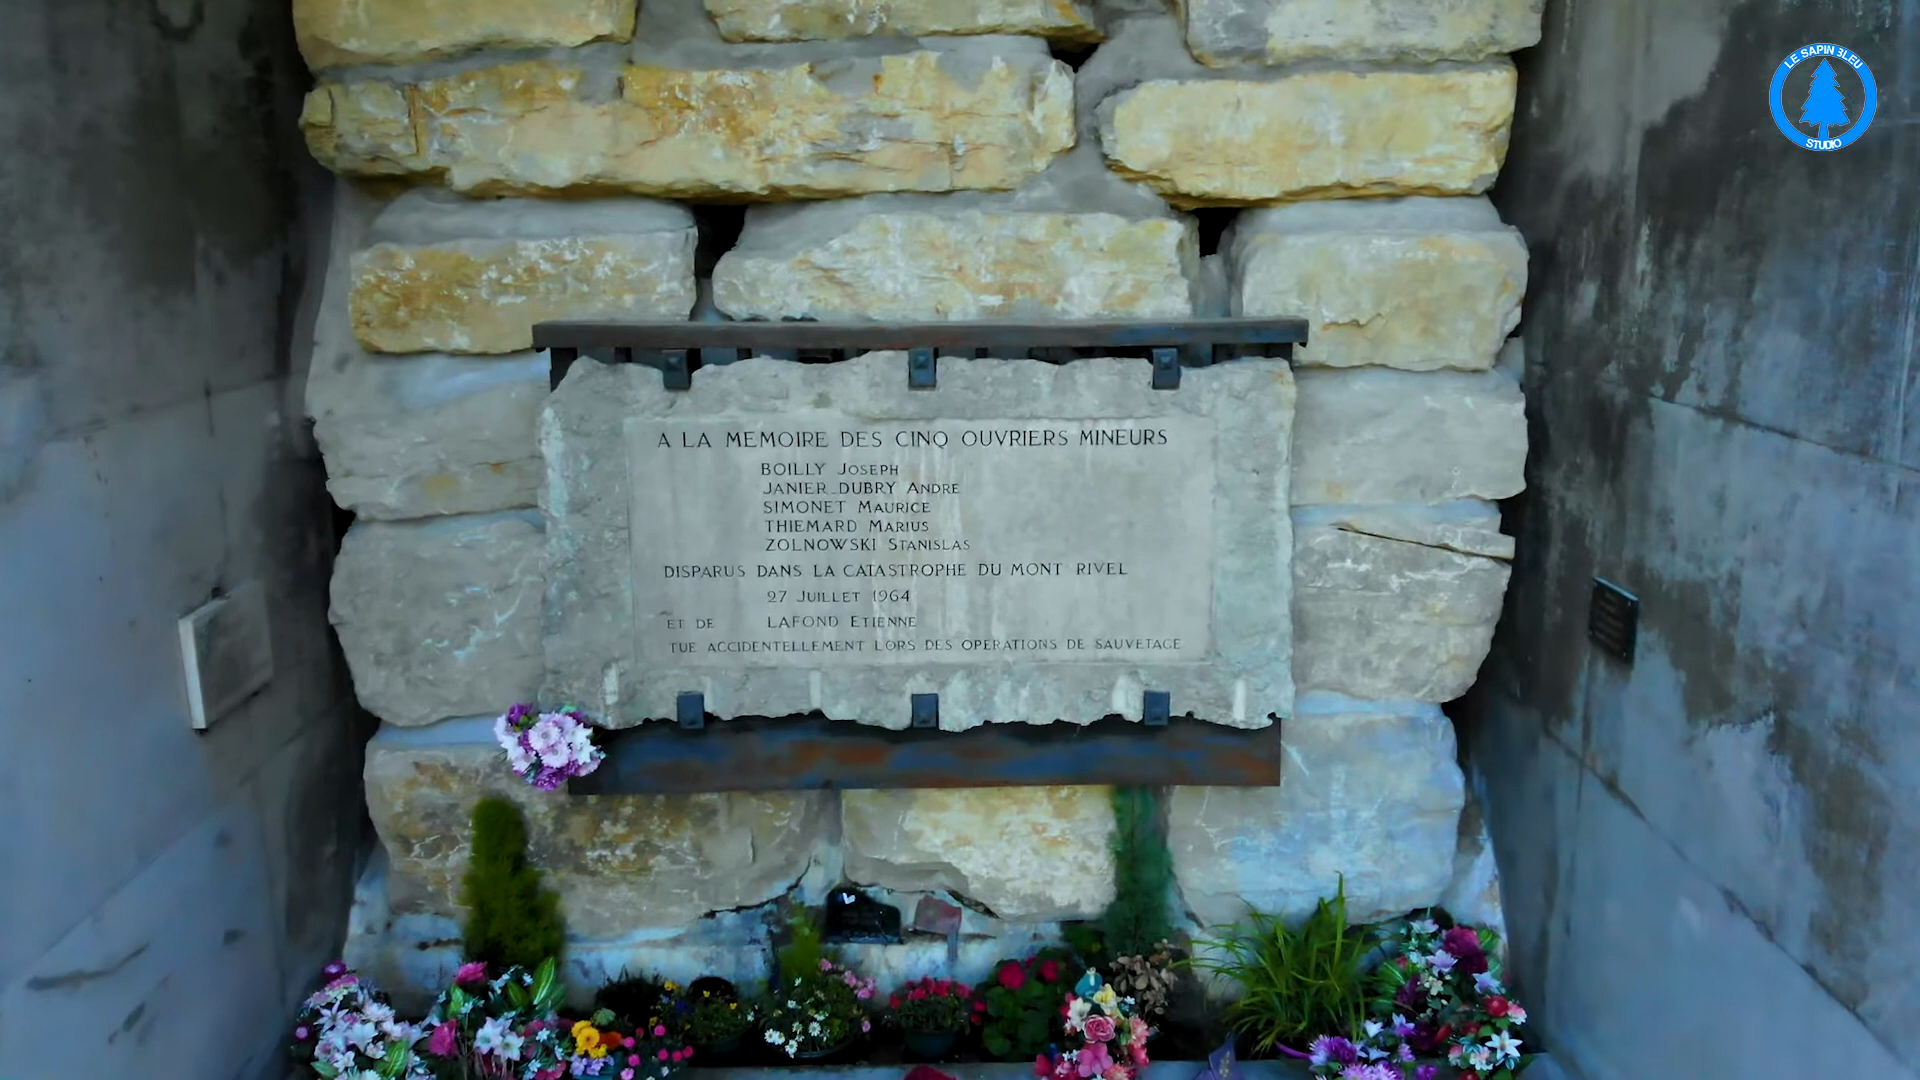 LE SAPIN BLEU
STUDIO
A LA MEMOIRE DES CINQ OUVRIERS MINEURS
BOILLY JOSEPH
JANIER-DUBRY ANDRE
SIMONET MAURICE
THIEMARD MARIUS
ZOLNOWSKI STANISLAS
DISPARUS DANS LA CATASTROPHE DU MONT RIVEL
27 JUILLET 1964
ET DE LAFOND ETIENNE
TUE ACCIDENTELLEMENT LORS DES OPERATIONS DE SAUVETAGE